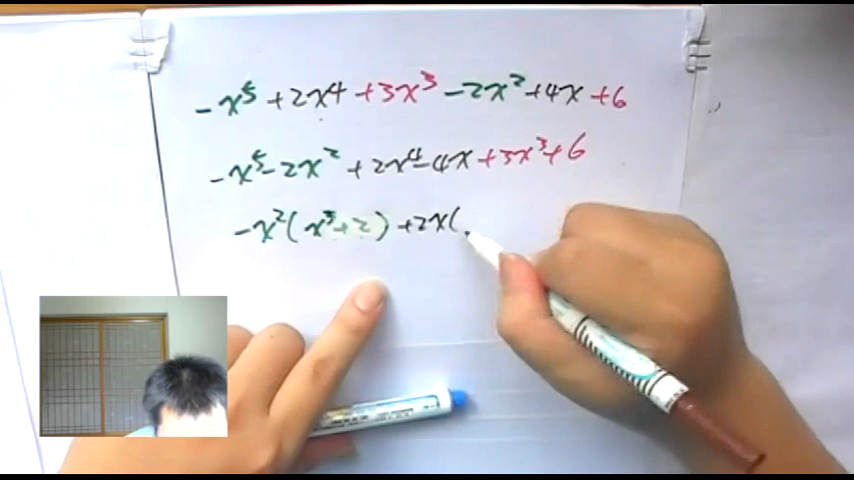 -x⁵ +2x4 +3x³ -2x² +4x +6
-x⁵-2x² +2x⁴-4x +3x³+6
-x²(x³+2) +2x(